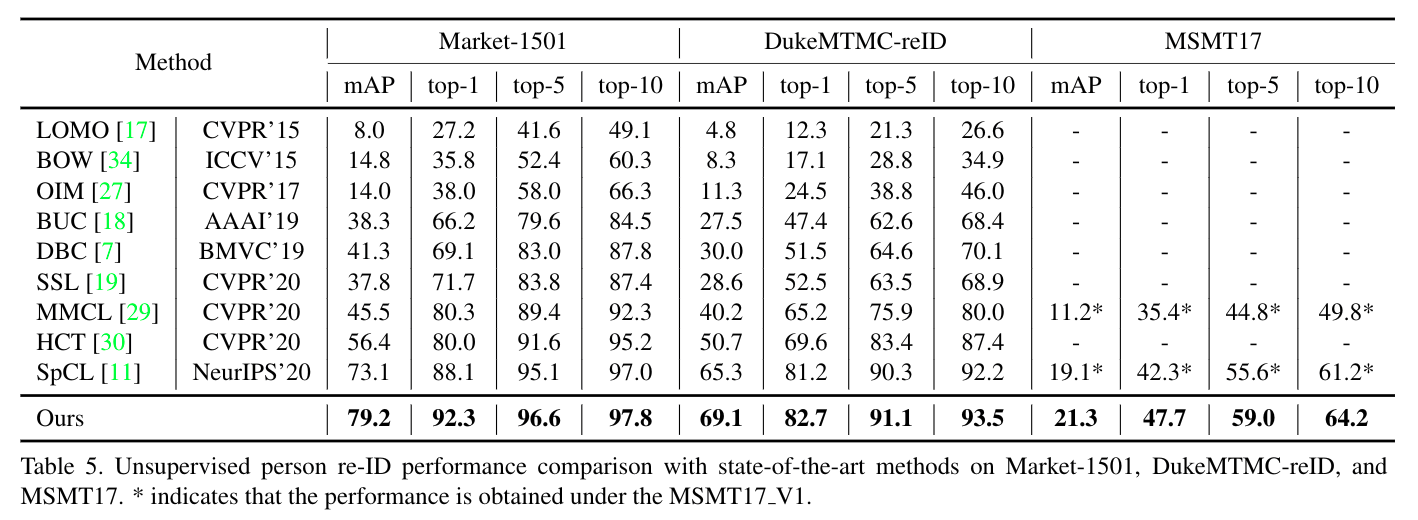 Method Market-1501 DukeMTMC-reID MSMT17
mAP top-1 top-5 top-10 mAP top-1 top-5 top-10 mAP top-1 top-5 top-10
LOMO [17] CVPR’15 8.0 27.2 41.6 49.1 4.8 12.3 21.3 26.6 - - - -
BOW [34] ICCV’15 14.8 35.8 52.4 60.3 8.3 17.1 28.8 34.9 - - - -
OIM [27] CVPR’17 14.0 38.0 58.0 66.3 11.3 24.5 38.8 46.0 - - - -
BUC [18] AAAI’19 38.3 66.2 79.6 84.5 27.5 47.4 62.6 68.4 - - - -
DBC [7] BMVC’19 41.3 69.1 83.0 87.8 30.0 51.5 64.6 70.1 - - - -
SSL [19] CVPR’20 37.8 71.7 83.8 87.4 28.6 52.5 63.5 68.9 - - - -
MMCL [29] CVPR’20 45.5 80.3 89.4 92.3 40.2 65.2 75.9 80.0 11.2* 35.4* 44.8* 49.8*
HCT [30] CVPR’20 56.4 80.0 91.6 95.2 50.7 69.6 83.4 87.4 - - - -
SpCL [11] NeurIPS’20 73.1 88.1 95.1 97.0 65.3 81.2 90.3 92.2 19.1* 42.3* 55.6* 61.2*
Ours 79.2 92.3 96.6 97.8 69.1 82.7 91.1 93.5 21.3 47.7 59.0 64.2
Table 5. Unsupervised person re-ID performance comparison with state-of-the-art methods on Market-1501, DukeMTMC-reID, and
MSMT17. * indicates that the performance is obtained under the MSMT17_V1.